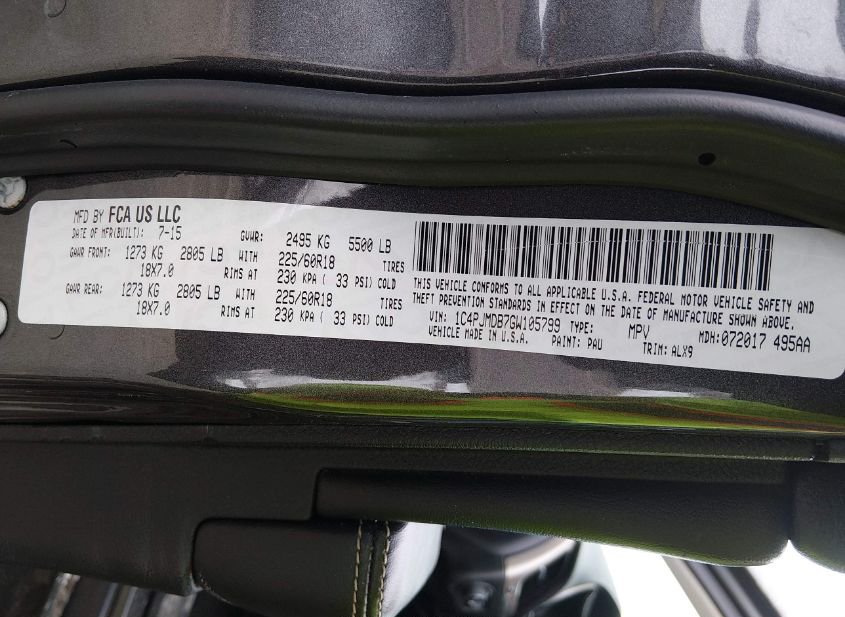 MFD BY FCA US LLC
DATE OF MFR(BUILT): 7-15 GVWR: 2495 KG 5500 LB
GAWR FRONT: 1273 KG 2805 LB WITH 225/60R18 TIRES
18X7.0 RIMS AT 230 KPA ( 33 PSI) COLD
GAWR REAR: 1273 KG 2805 LB WITH 225/60R18 TIRES
18X7.0 RIMS AT 230 KPA ( 33 PSI) COLD
THIS VEHICLE CONFORMS TO ALL APPLICABLE U.S.A. FEDERAL MOTOR VEHICLE SAFETY AND
THEFT PREVENTION STANDARDS IN EFFECT ON THE DATE OF MANUFACTURE SHOWN ABOVE.
VIN: 1C4PJMDB7GW105799 TYPE: MPV MDH:072017 495AA
VEHICLE MADE IN U.S.A. PAINT: PAU TRIM: ALX9